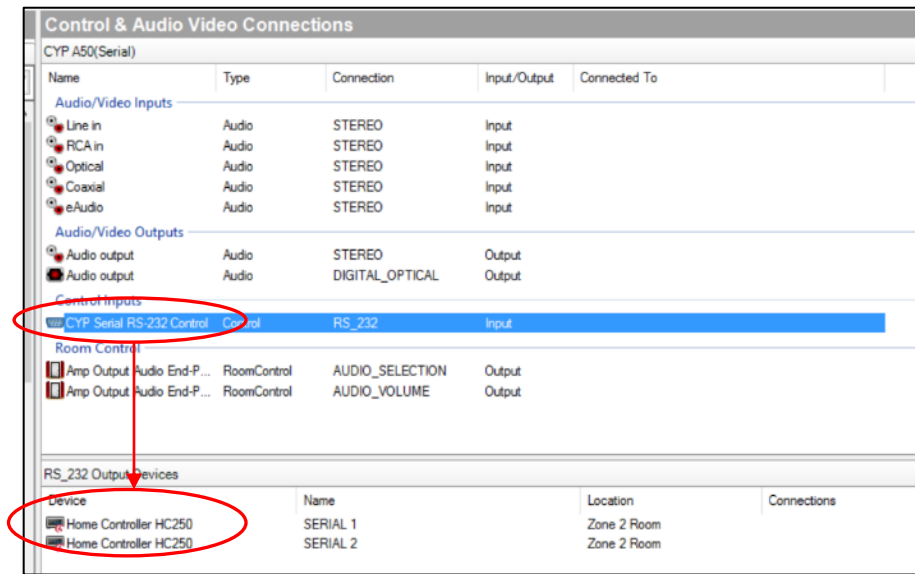 Control & Audio Video Connections
CYP A50(Serial)
Name Type Connection Input/Output Connected To
Audio/Video Inputs
Line in Audio STEREO Input
RCA in Audio STEREO Input
Optical Audio STEREO Input
Coaxial Audio STEREO Input
eAudio Audio STEREO Input
Audio/Video Outputs
Audio output Audio STEREO Output
Audio output Audio DIGITAL_OPTICAL Output
Control Inputs
CYP Serial RS-232 Control Control RS_232 Input
Room Control
Amp Output Audio End-P... RoomControl AUDIO_SELECTION Output
Amp Output Audio End-P... RoomControl AUDIO_VOLUME Output
RS_232 Output Devices
Device Name Location Connections
Home Controller HC250 SERIAL 1 Zone 2 Room
Home Controller HC250 SERIAL 2 Zone 2 Room